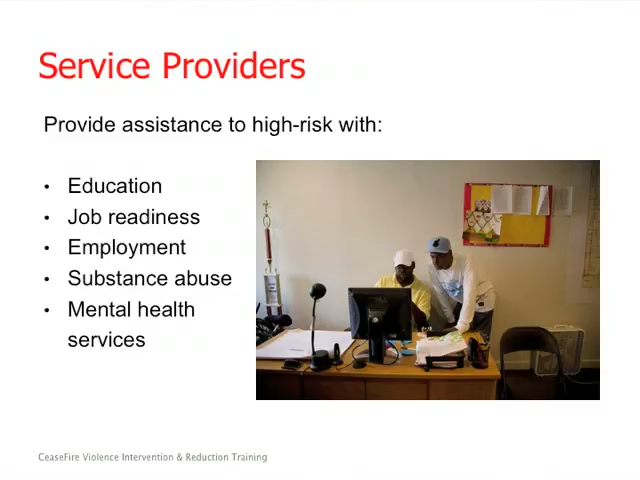 Service Providers
Provide assistance to high-risk with:
• Education
• Job readiness
• Employment
• Substance abuse
• Mental health
services
CeaseFire Violence Intervention & Reduction Training